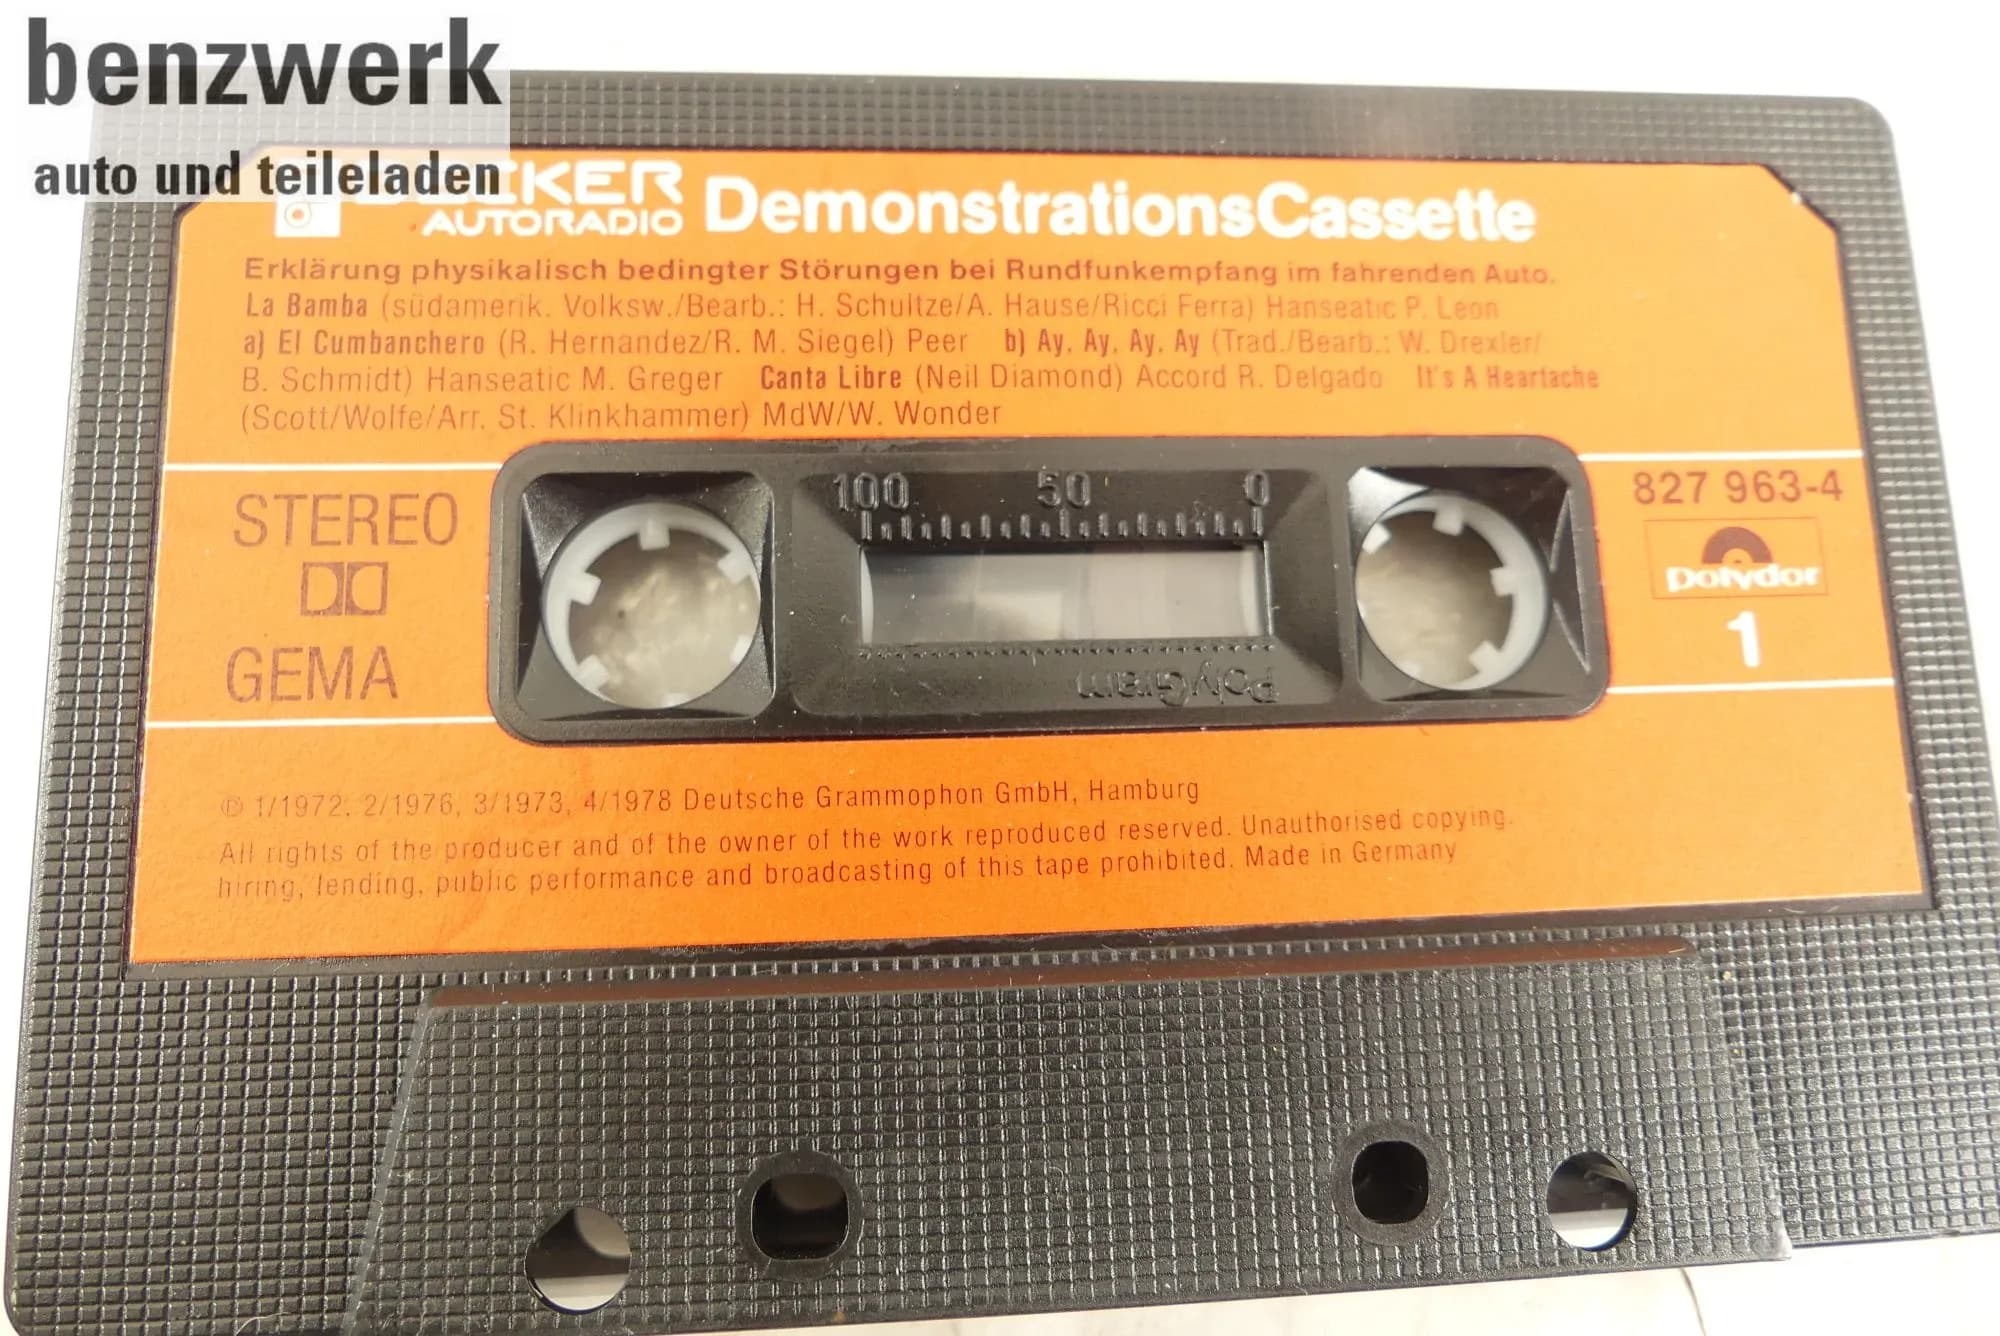 benzwerk
auto und teileladen
AUTORADIO DemonstrationsCassette
Erklärung physikalisch bedingter Störungen bei Rundfunkempfang im fahrenden Auto.
La Bamba (südamerik. Volksw./Bearb.: H. Schultze/A. Hause/Ricci Ferra) Hanseatic P. Leon
a) El Cumbanchero (R. Hernandez/R. M. Siegel) Peer b) Ay, Ay, Ay, Ay (Trad./Bearb.: W. Drexler/
B. Schmidt) Hanseatic M. Greger Canta Libre (Neil Diamond) Accord R. Delgado It's A Heartache
(Scott/Wolfe/Arr. St. Klinkhammer) MdW/W. Wonder
100 50 0
STEREO
GEMA
827 963-4
Polydor
1
PolyGram
℗ 1/1972, 2/1976, 3/1973, 4/1978 Deutsche Grammophon GmbH, Hamburg
All rights of the producer and of the owner of the work reproduced reserved. Unauthorised copying,
hiring, lending, public performance and broadcasting of this tape prohibited. Made in Germany